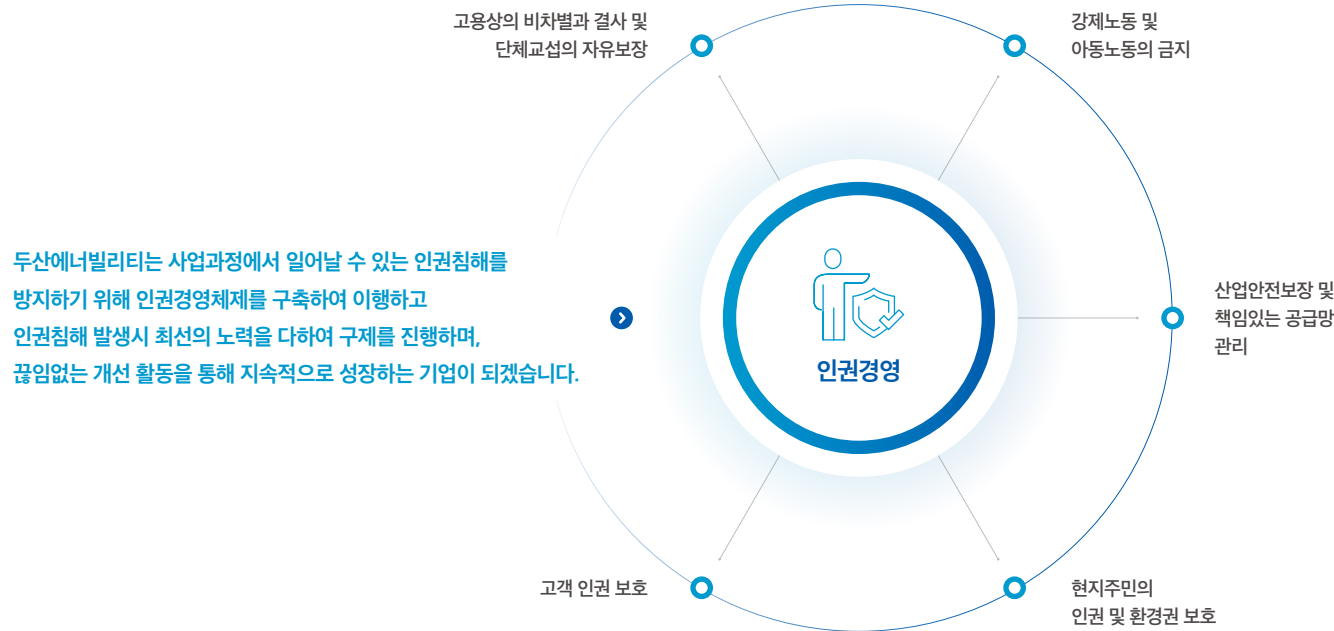 고용상의 비차별과 결사 및
단체교섭의 자유보장
강제노동 및
아동노동의 금지
두산에너빌리티는 사업과정에서 일어날 수 있는 인권침해를
방지하기 위해 인권경영체제를 구축하여 이행하고
인권침해 발생시 최선의 노력을 다하여 구제를 진행하며,
끊임없는 개선 활동을 통해 지속적으로 성장하는 기업이 되겠습니다.
인권경영
산업안전보장 및
책임있는 공급망
관리
고객 인권 보호
현지주민의
인권 및 환경권 보호